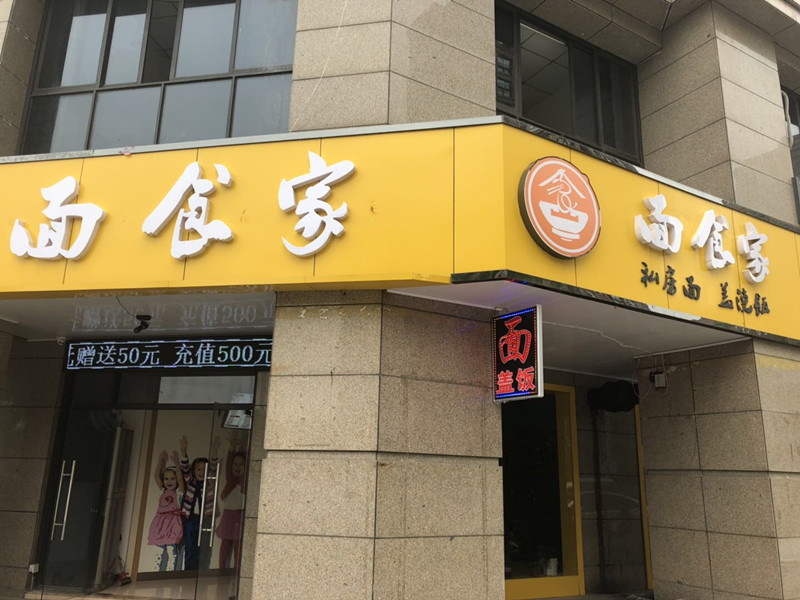 面食家
面食家
私房面 盖浇饭
赠送50元 充值500元
面
盖饭